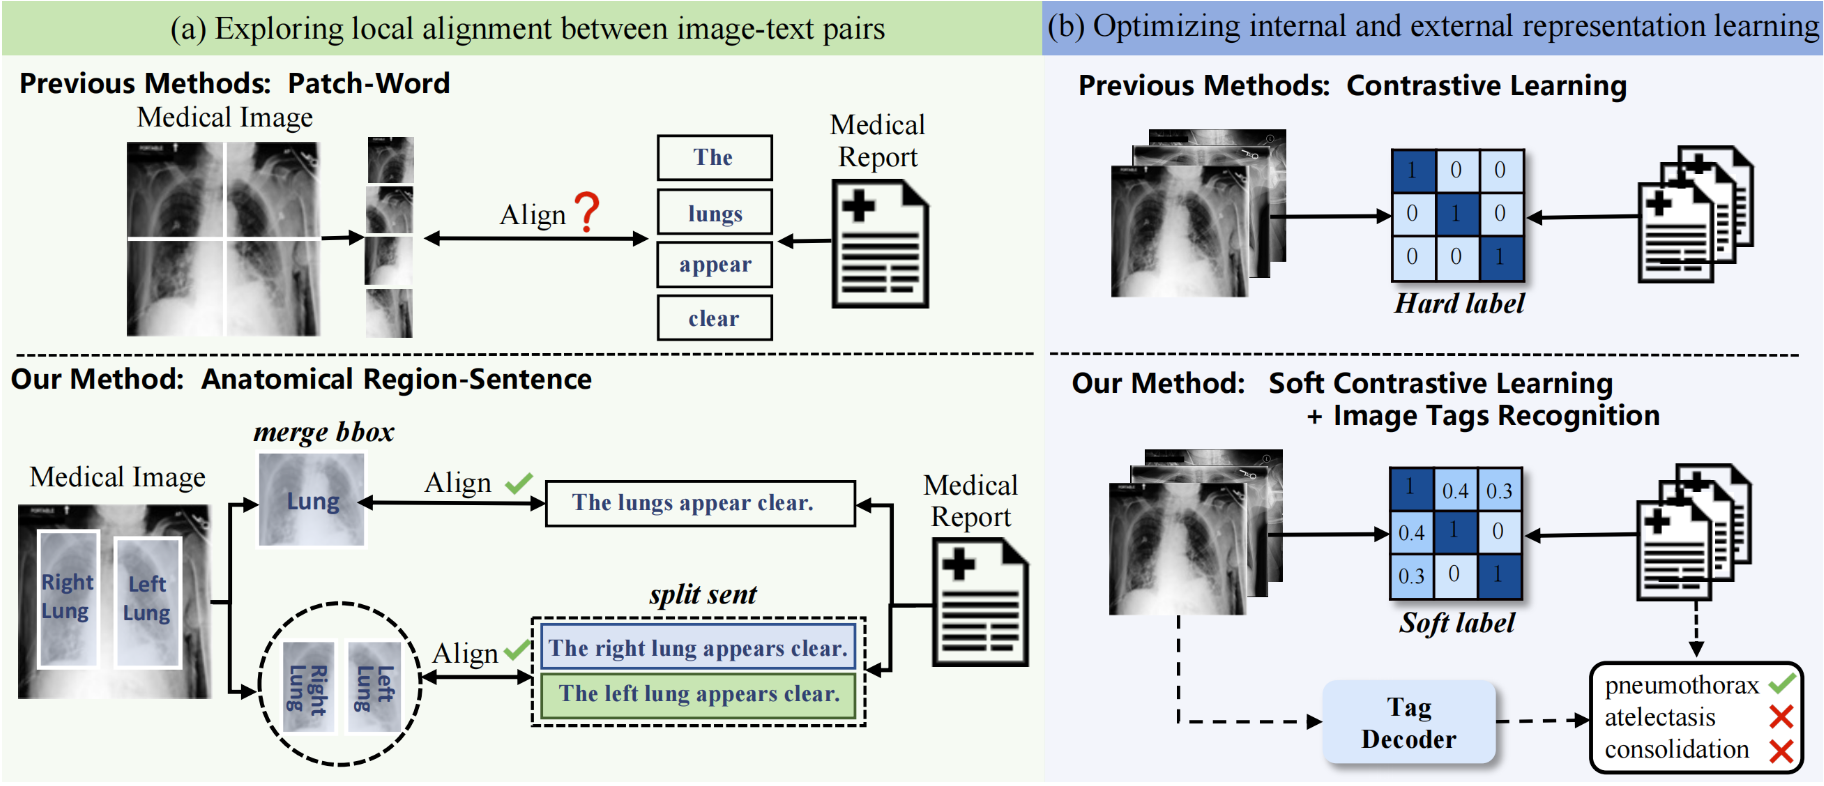 (a) Exploring local alignment between image-text pairs
Previous Methods: Patch-Word
Medical Image
PORTABLE
Align ?
The
lungs
appear
clear
Medical
Report
Our Method: Anatomical Region-Sentence
merge bbox
Medical Image
Right
Lung
Left
Lung
Lung
Align
The lungs appear clear.
Medical
Report
split sent
Right
Lung
Left
Lung
Align
The right lung appears clear.
The left lung appears clear.
(b) Optimizing internal and external representation learning
Previous Methods: Contrastive Learning
1 0 0
0 1 0
0 0 1
Hard label
Our Method: Soft Contrastive Learning
+ Image Tags Recognition
1 0.4 0.3
0.4 1 0
0.3 0 1
Soft label
Tag
Decoder
pneumothorax
atelectasis
consolidation